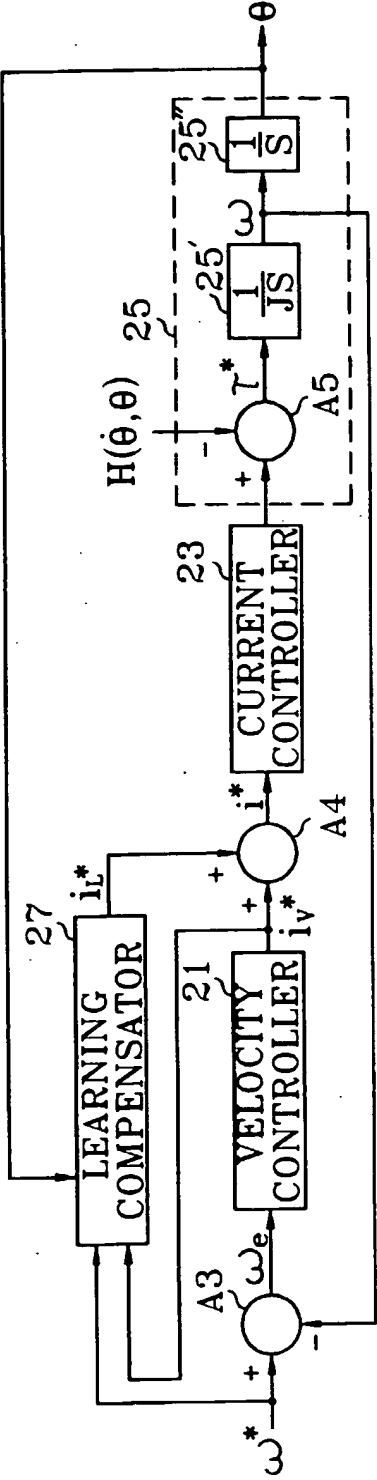 ω*
+
-
A3
ωe
21
VELOCITY
CONTROLLER
iv*
27
LEARNING
COMPENSATOR
iL*
+
+
A4
i*
23
CURRENT
CONTROLLER
H(θ̇,θ)
-
+
A5
τ*
25
25′
1
JS
ω
25″
1
S
θ